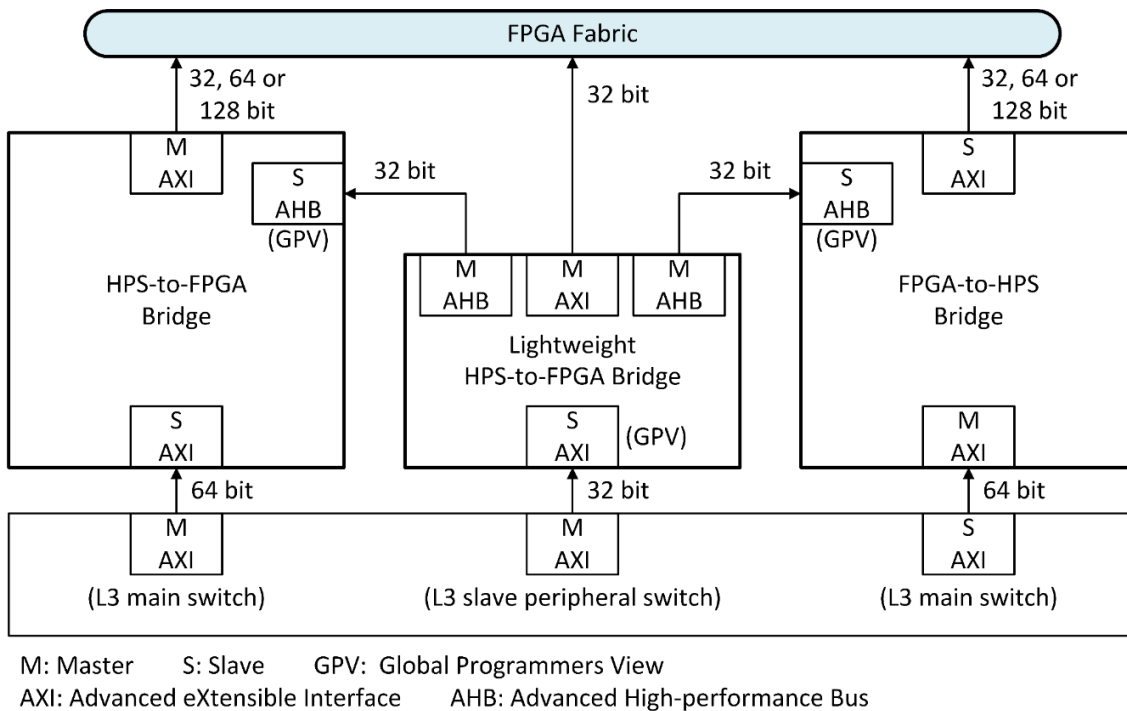 FPGA Fabric
32, 64 or
128 bit
32 bit
32, 64 or
128 bit
M
AXI
S
AHB
(GPV)
32 bit
32 bit
S
AXI
S
AHB
(GPV)
HPS-to-FPGA
Bridge
M
AHB
M
AXI
M
AHB
FPGA-to-HPS
Bridge
Lightweight
HPS-to-FPGA Bridge
S
AXI
S
AXI
(GPV)
M
AXI
64 bit
32 bit
64 bit
M
AXI
M
AXI
S
AXI
(L3 main switch)
(L3 slave peripheral switch)
(L3 main switch)
M: Master S: Slave GPV: Global Programmers View
AXI: Advanced eXtensible Interface AHB: Advanced High-performance Bus